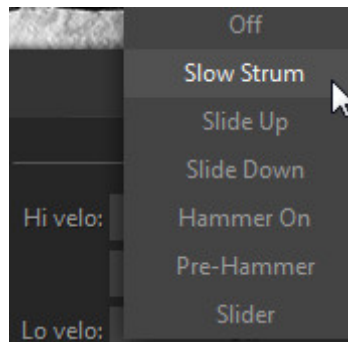 Off
Slow Strum
Slide Up
Slide Down
Hi velo:
Hammer On
Pre-Hammer
Slider
Lo velo: